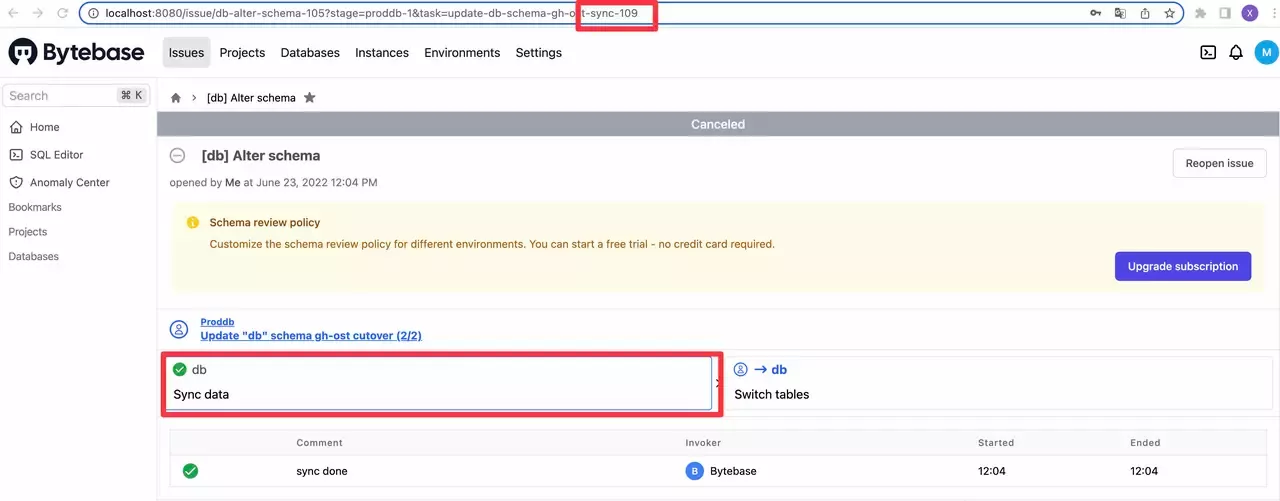 localhost:8080/issue/db-alter-schema-105?stage=proddb-1&task=update-db-schema-gh-ost-sync-109
X
Bytebase
Issues Projects Databases Instances Environments Settings
M
Search ⌘ K
[db] Alter schema
Home
SQL Editor
Anomaly Center
Bookmarks
Projects
Databases
Canceled
[db] Alter schema
Reopen issue
opened by Me at June 23, 2022 12:04 PM
Schema review policy
Customize the schema review policy for different environments. You can start a free trial - no credit card required.
Upgrade subscription
Proddb
Update "db" schema gh-ost cutover (2/2)
db
Sync data
→ db
Switch tables
Comment Invoker Started Ended
sync done B Bytebase 12:04 12:04